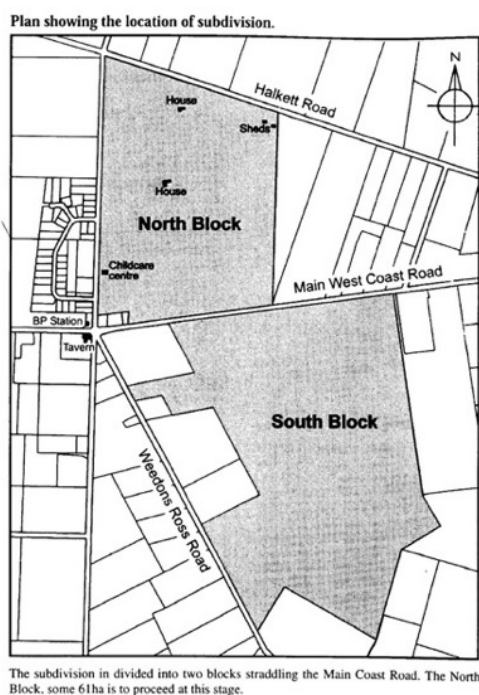 Plan showing the location of subdivision.
N
Halkett Road
House
Sheds
House
North Block
Childcare
centre
Main West Coast Road
BP Station
Tavern
South Block
Weedons Ross Road
The subdivision in divided into two blocks straddling the Main Coast Road. The North
Block, some 61ha is to proceed at this stage.